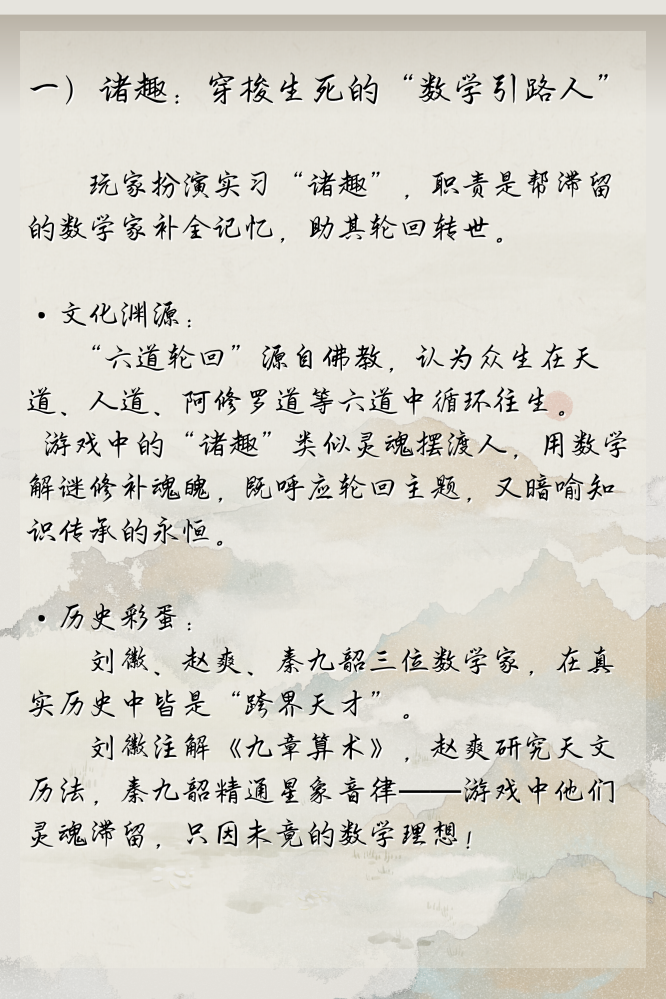 一）诸趣：穿梭生死的“数学引路人”
玩家扮演实习“诸趣”，职责是帮滞留
的数学家补全记忆，助其轮回转世。
·文化渊源：
“六道轮回”源自佛教，认为众生在天
道、人道、阿修罗道等六道中循环往生。
游戏中的“诸趣”类似灵魂摆渡人，用数学
解谜修补魂魄，既呼应轮回主题，又暗喻知
识传承的永恒。
·历史彩蛋：
刘徽、赵爽、秦九韶三位数学家，在真
实历史中皆是“跨界天才”。
刘徽注解《九章算术》，赵爽研究天文
历法，秦九韶精通星象音律——游戏中他们
灵魂滞留，只因未竟的数学理想！